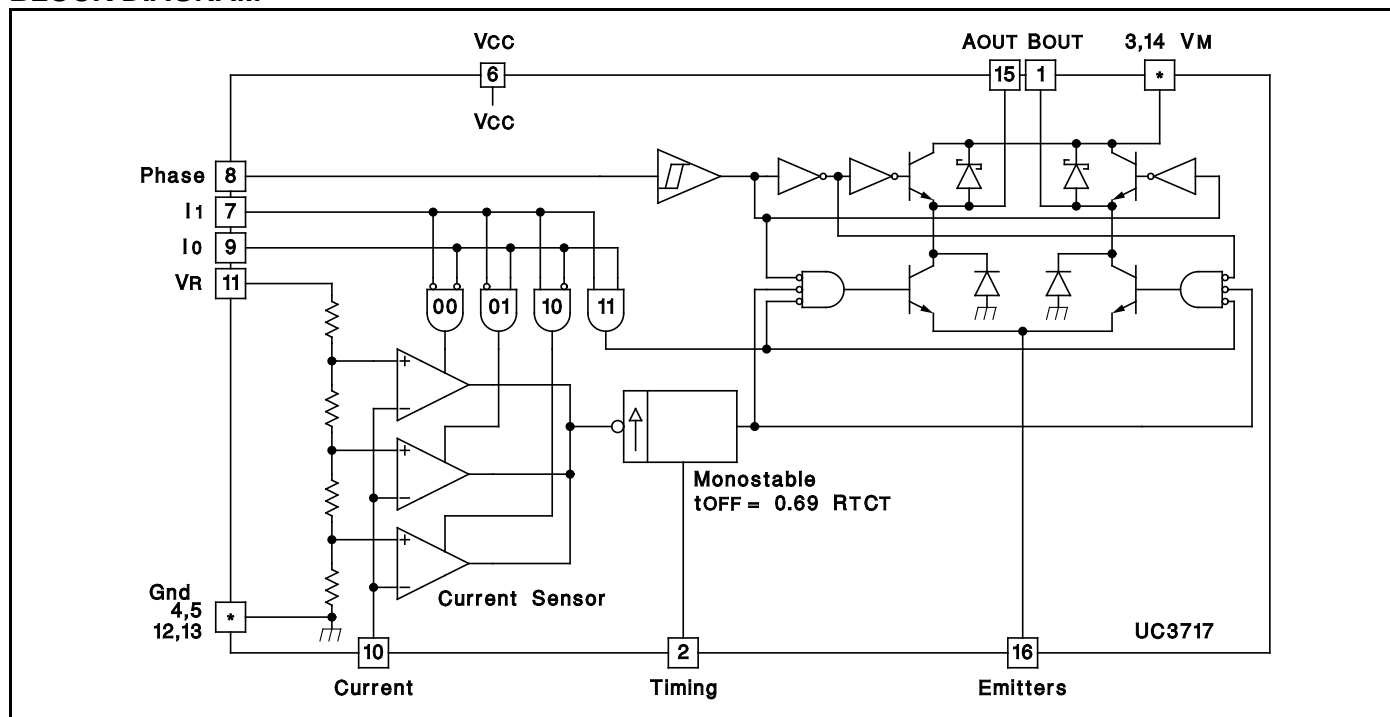 VCC
AOUT BOUT 3,14 VM
6
15 1 *
VCC
Phase 8
I1 7
I0 9
VR 11
00 01 10 11
+
−
+
−
+
−
Monostable
tOFF = 0.69 RTCT
Current Sensor
Gnd
4,5
12,13
*
UC3717
10 2 16
Current Timing Emitters